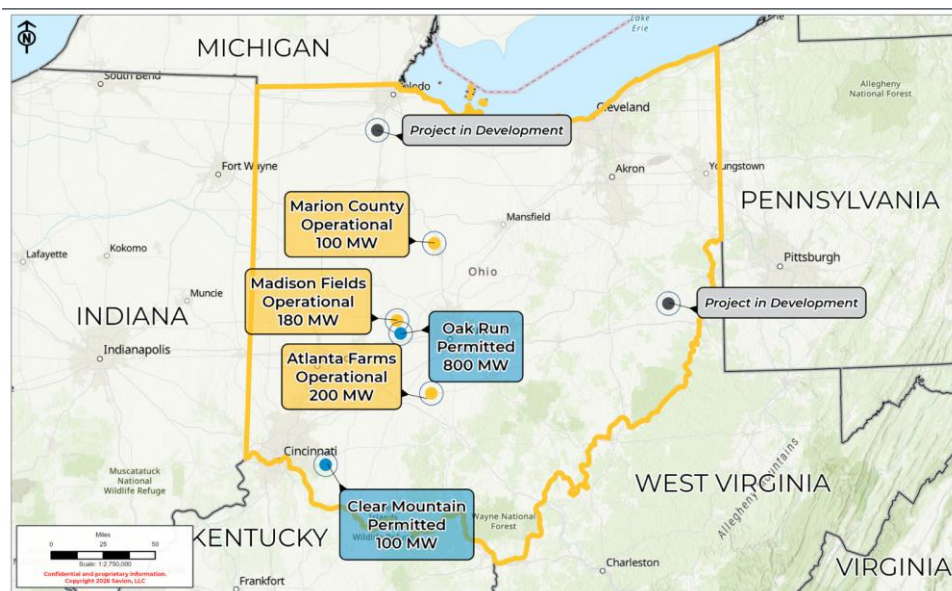 N
MICHIGAN
Lake
Erie
South Bend
Toledo
Cleveland
Allegheny
National Forest
Project in Development
Fort Wayne
Akron
Youngstown
Marion County
Operational
100 MW
Mansfield
PENNSYLVANIA
Lafayette
Kokomo
Pittsburgh
Ohio
Madison Fields
Operational
180 MW
Muncie
Project in Development
INDIANA
Oak Run
Permitted
800 MW
Indianapolis
Atlanta Farms
Operational
200 MW
Cincinnati
Muscatatuck
National
Wildlife Refuge
WEST VIRGINIA
Allegheny Mountains
Clear Mountain
Permitted
100 MW
Wayne National
Forest
KENTUCKY
Miles
0 25 50
Scale: 1:2,750,000
Confidential and proprietary information.
Copyright 2026 Savion, LLC
Frankfort
Charleston
VIRGINIA